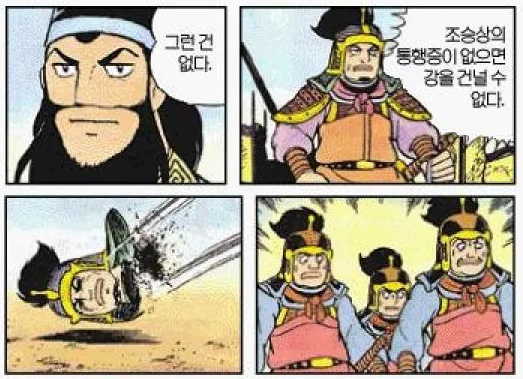 그런 건
없다.
조승상의
통행증이 없으면
강을 건널 수
없다.